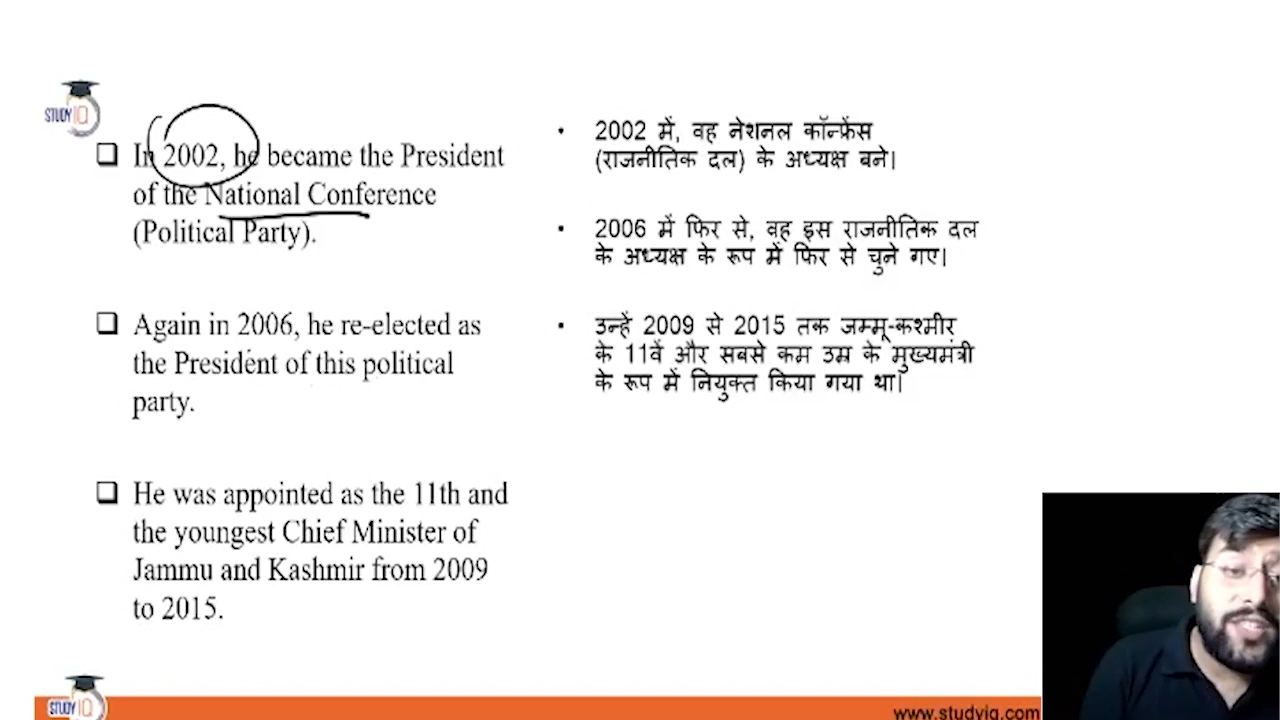 STUDY IQ
In 2002, he became the President
of the National Conference
(Political Party).
Again in 2006, he re-elected as
the President of this political
party.
He was appointed as the 11th and
the youngest Chief Minister of
Jammu and Kashmir from 2009
to 2015.
• 2002 में, वह नेशनल कॉन्फ्रेंस
(राजनीतिक दल) के अध्यक्ष बने।
• 2006 में फिर से, वह इस राजनीतिक दल
के अध्यक्ष के रूप में फिर से चुने गए।
• उन्हें 2009 से 2015 तक जम्मू-कश्मीर
के 11वें और सबसे कम उम्र के मुख्यमंत्री
के रूप में नियुक्त किया गया था।
STUDY IQ
www.studyiq.com